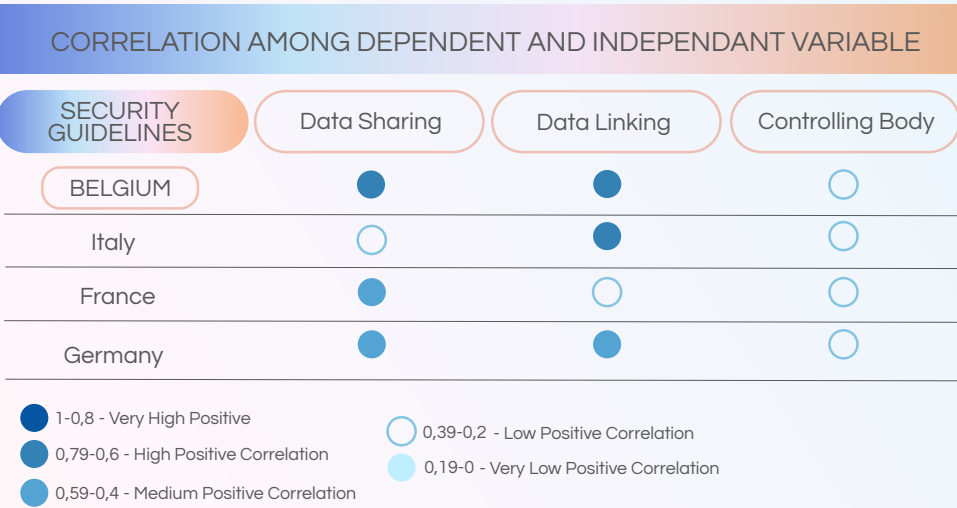 CORRELATION AMONG DEPENDENT AND INDEPENDANT VARIABLE
SECURITY
GUIDELINES
Data Sharing
Data Linking
Controlling Body
BELGIUM
Italy
France
Germany
1-0,8 - Very High Positive
0,79-0,6 - High Positive Correlation
0,59-0,4 - Medium Positive Correlation
0,39-0,2 - Low Positive Correlation
0,19-0 - Very Low Positive Correlation